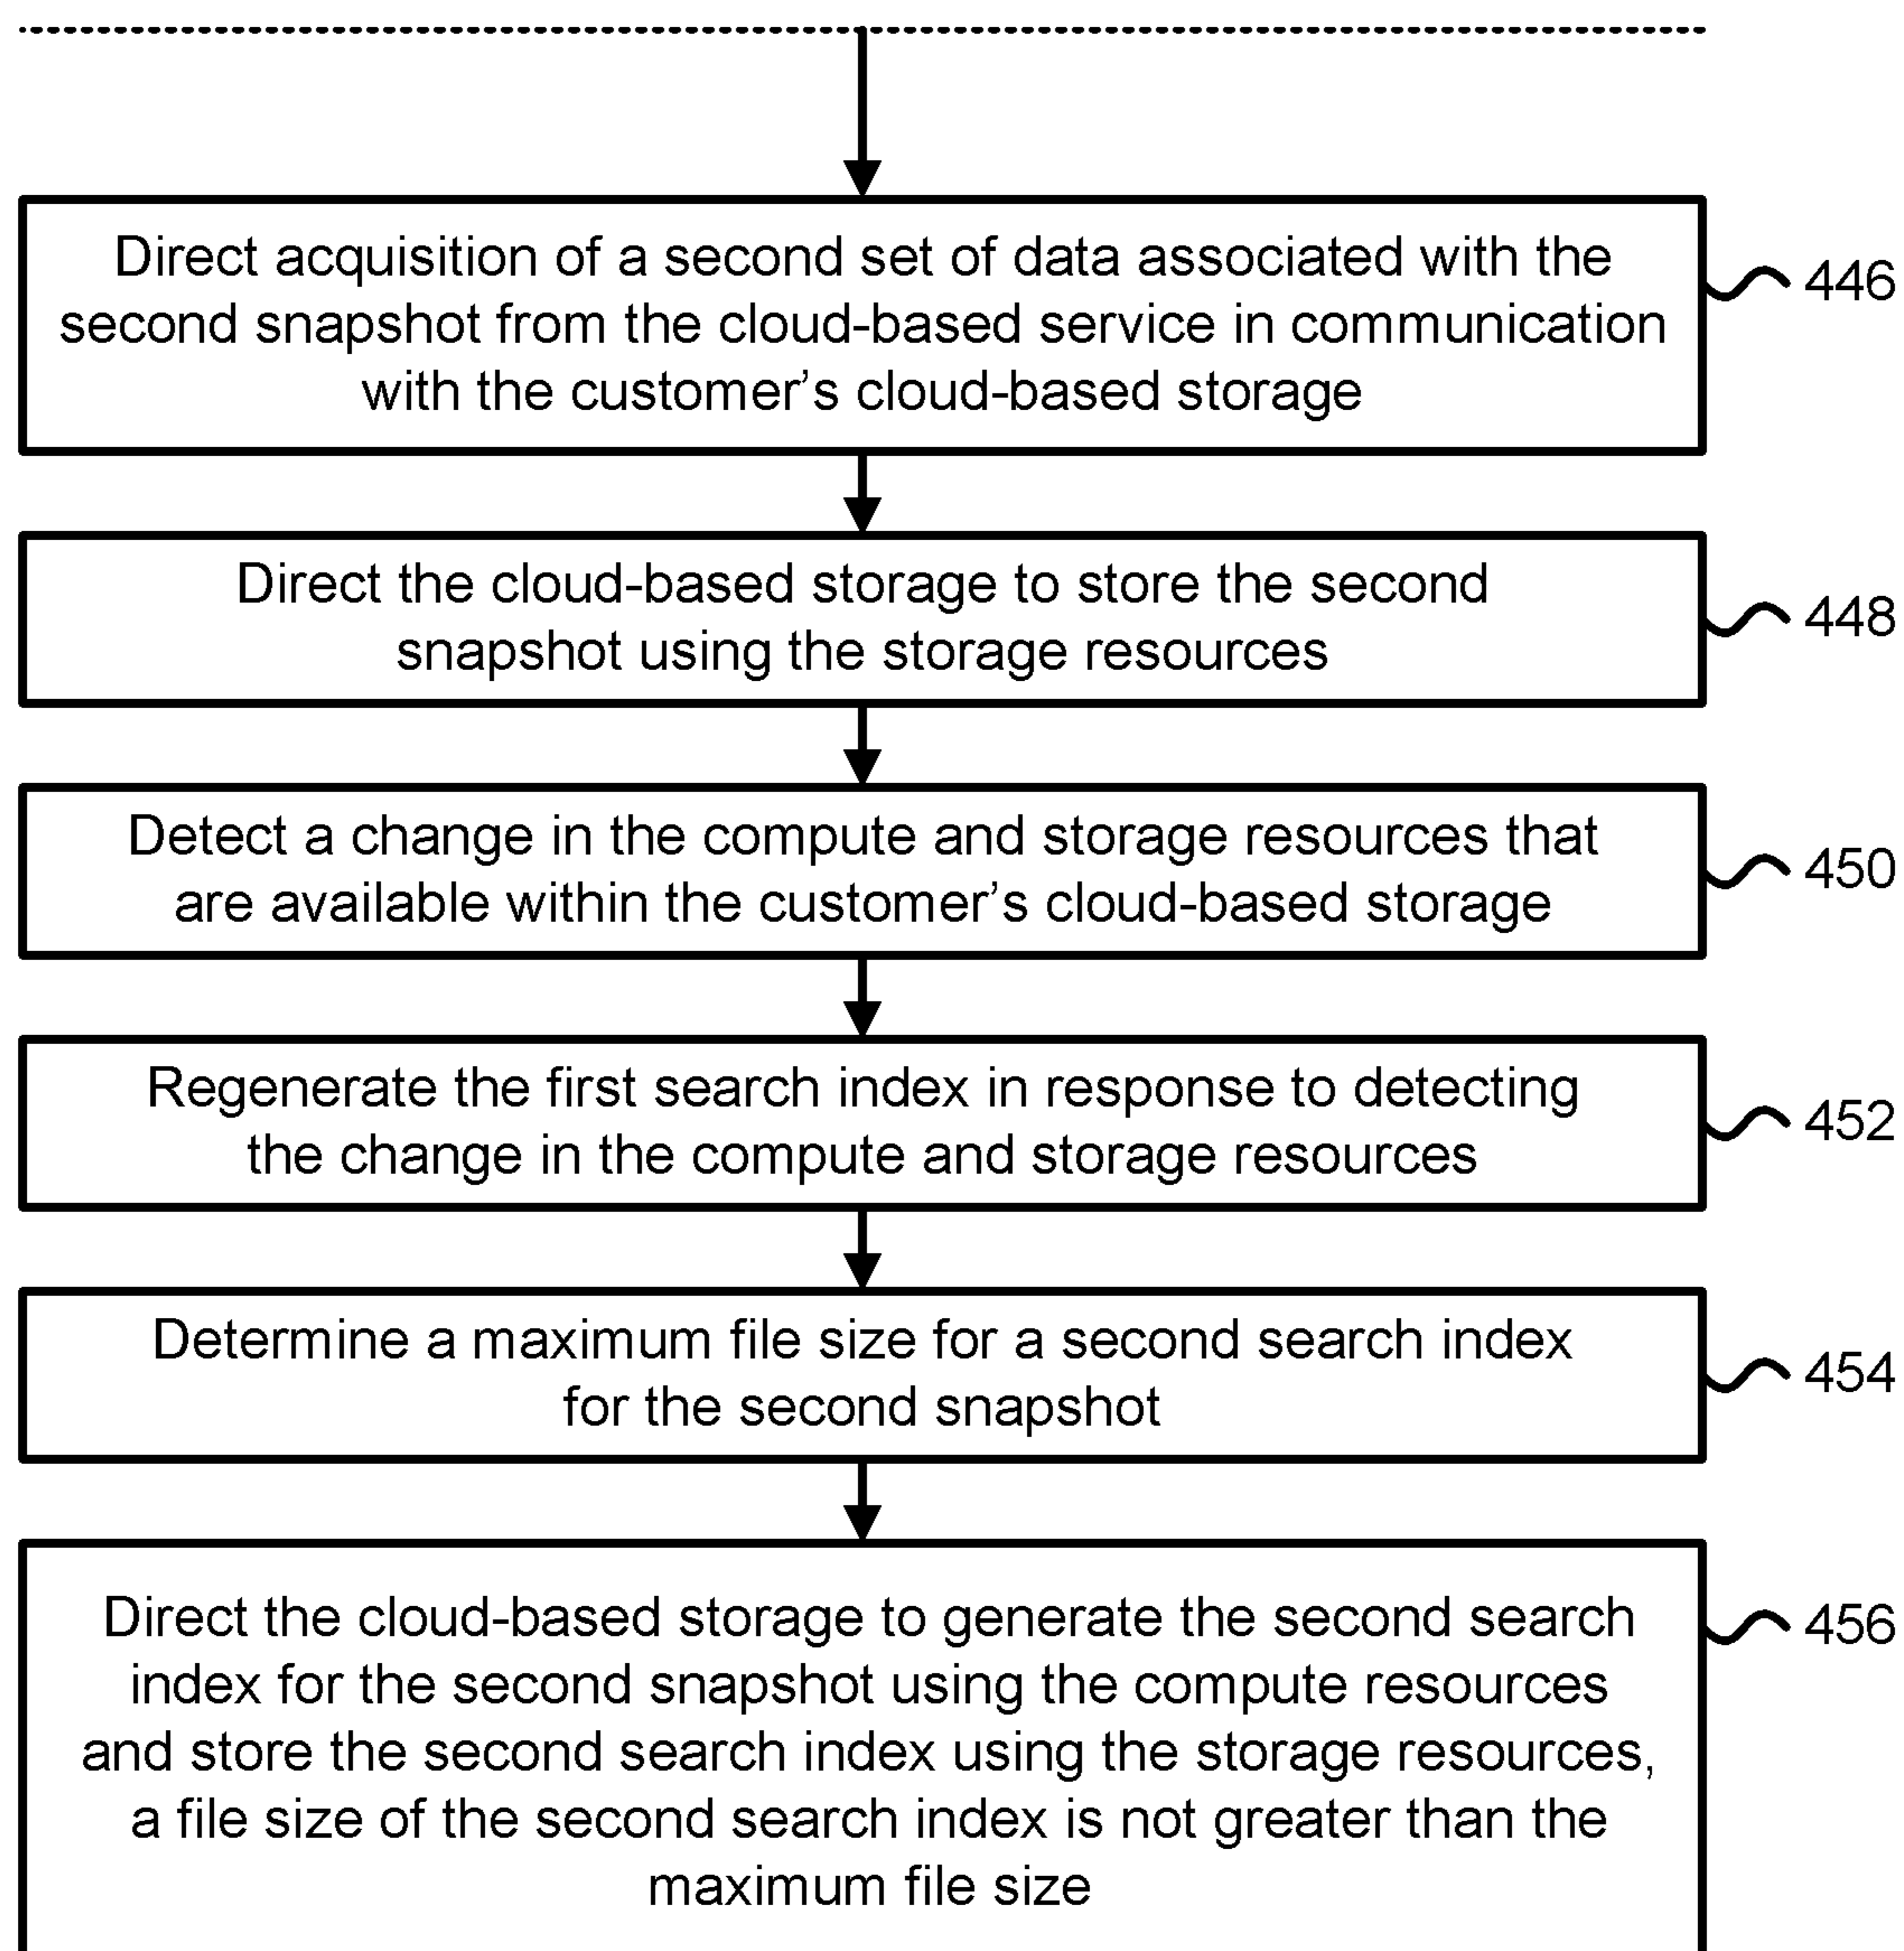 Direct acquisition of a second set of data associated with the
second snapshot from the cloud-based service in communication
with the customer’s cloud-based storage
446
Direct the cloud-based storage to store the second
snapshot using the storage resources
448
Detect a change in the compute and storage resources that
are available within the customer’s cloud-based storage
450
Regenerate the first search index in response to detecting
the change in the compute and storage resources
452
Determine a maximum file size for a second search index
for the second snapshot
454
Direct the cloud-based storage to generate the second search
index for the second snapshot using the compute resources
and store the second search index using the storage resources,
a file size of the second search index is not greater than the
maximum file size
456